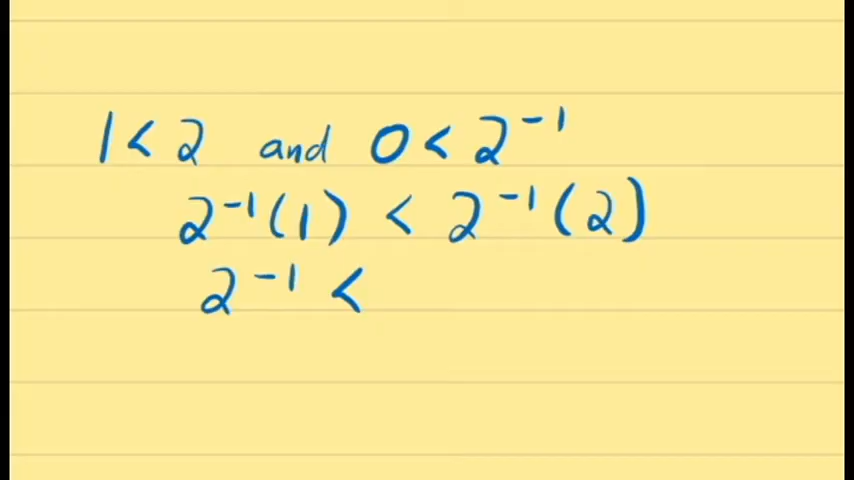 1 < 2 and 0 < 2⁻¹
2⁻¹(1) < 2⁻¹(2)
2⁻¹ <